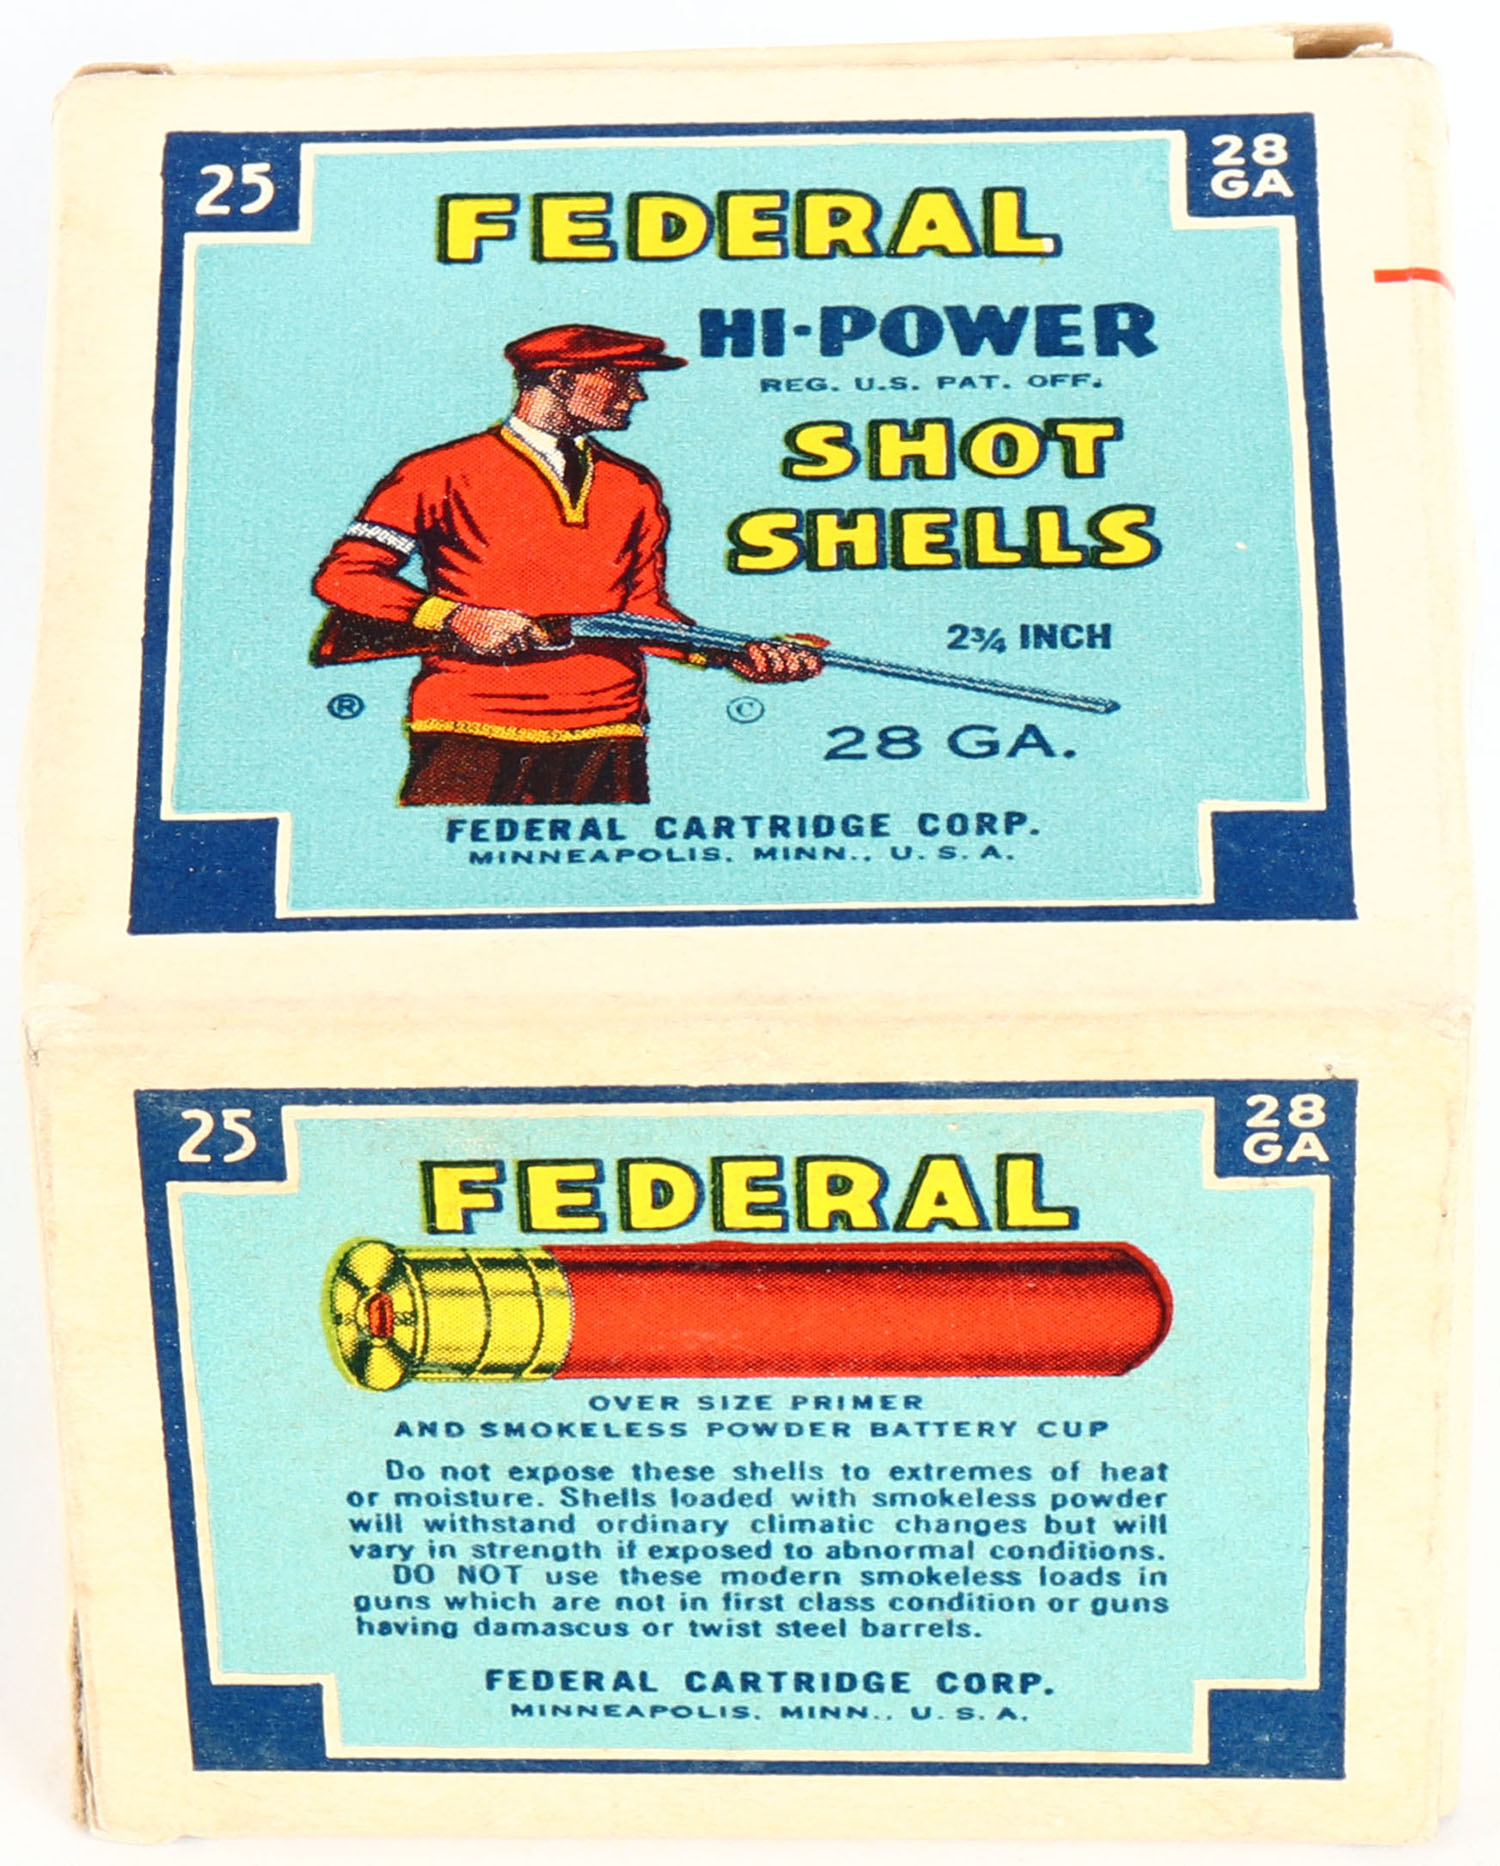 25
28
GA
FEDERAL
HI-POWER
REG. U.S. PAT. OFF.
SHOT
SHELLS
HI-POWER
2¾ INCH
® ©
28 GA.
FEDERAL CARTRIDGE CORP.
MINNEAPOLIS, MINN., U. S. A.
25
28
GA
FEDERAL
OVER SIZE PRIMER
AND SMOKELESS POWDER BATTERY CUP
Do not expose these shells to extremes of heat
or moisture. Shells loaded with smokeless powder
will withstand ordinary climatic changes but will
vary in strength if exposed to abnormal conditions.
DO NOT use these modern smokeless loads in
guns which are not in first class condition or guns
having damascus or twist steel barrels.
FEDERAL CARTRIDGE CORP.
MINNEAPOLIS, MINN., U. S. A.